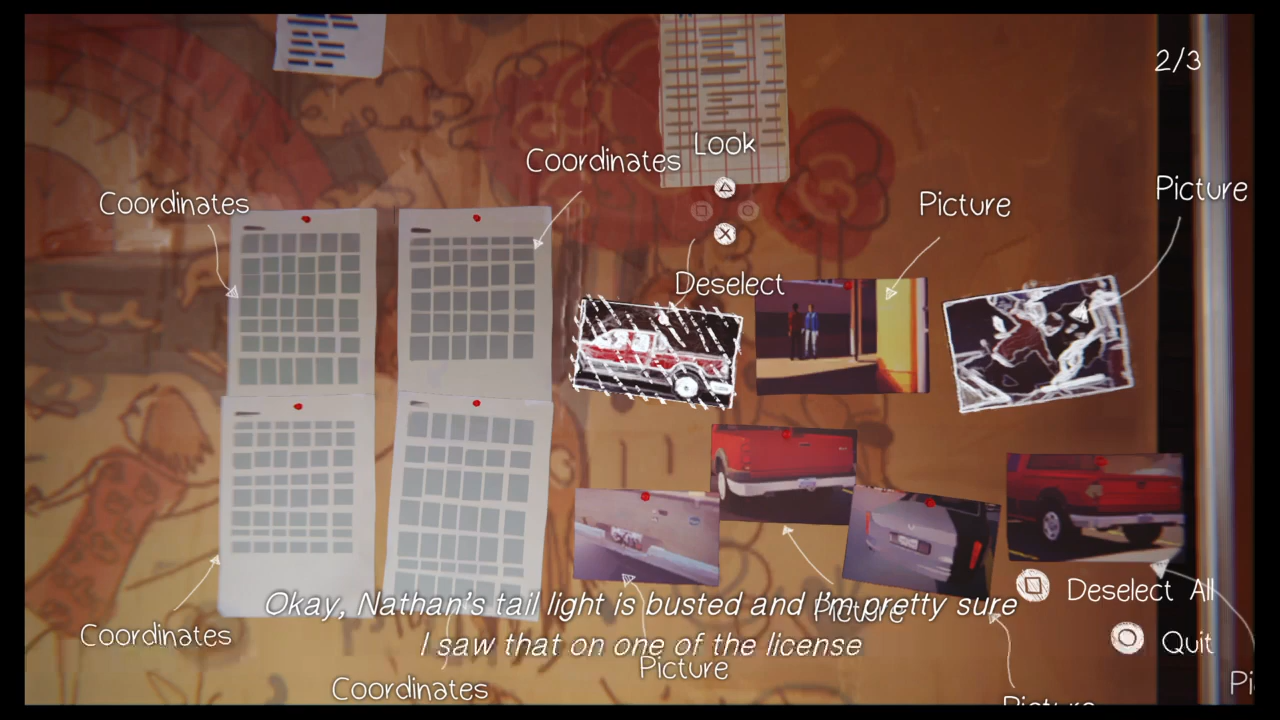 2/3
Look
Coordinates
Picture
Coordinates
Picture
Deselect
Deselect All
Okay, Nathan's tail light is busted and I'm pretty sure
Picture
I saw that on one of the license
Coordinates
Quit
Picture
Coordinates
Picture